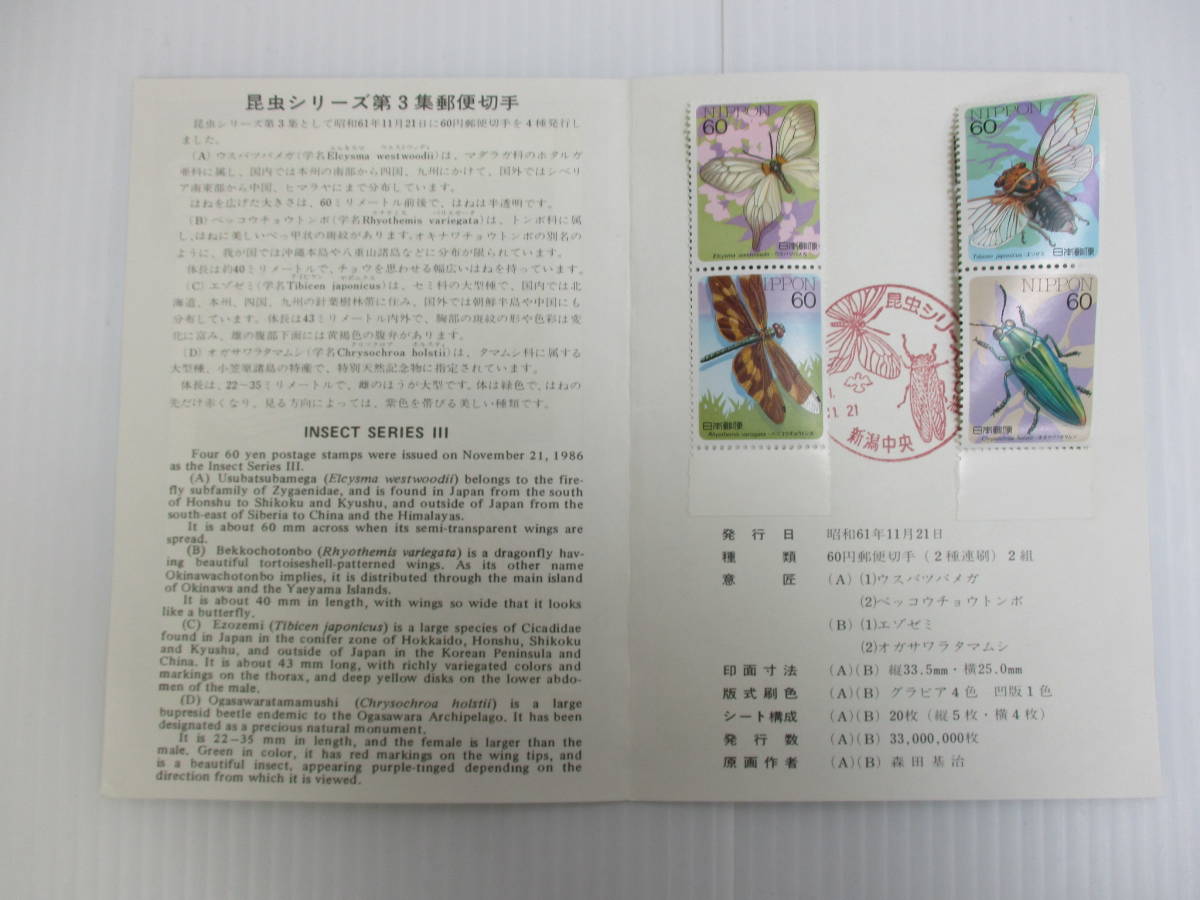 昆虫シリーズ第3集郵便切手
昆虫シリーズ第3集として昭和61年11月21日に60円郵便切手を4種発行し
ました。
(A)ウスバツバメガ(学名Elcysma westwoodii)は、マダラガ科のホタルガ
亜科に属し、国内では本州の南部から四国、九州にかけて、国外ではシベリ
ア南東部から中国、ヒマラヤにまで分布しています。
はねを広げた大きさは、60ミリメートル前後で、はねは半透明です。
(B)ベッコウチョウトンボ(学名Rhyothemis variegata)は、トンボ科に属
し、はねに美しいべっ甲状の斑紋があります。オキナワチョウトンボの別名の
ように、我が国では沖縄本島や八重山諸島などに分布が限られています。
体長は約40ミリメートルで、チョウを思わせる幅広いはねを持っています。
(C)エゾゼミ(学名Tibicen japonicus)は、セミ科の大型種で、国内では北
海道、本州、四国、九州の針葉樹林帯に住み、国外では朝鮮半島や中国にも
分布しています。体長は43ミリメートル内外で、胸部の斑紋の形や色彩は変
化に富み、雄の腹部下面には黄褐色の腹弁があります。
(D)オガサワラタマムシ(学名Chrysochroa holstii)は、タマムシ科に属する
大型種、小笠原諸島の特産で、特別天然記念物に指定されています。
体長は、22〜35ミリメートルで、雌のほうが大型です。体は緑色で、はねの
先だけ赤くなり、見る方向によっては、紫色を帯びる美しい種類です。
INSECT SERIES III
Four 60 yen postage stamps were issued on November 21, 1986
as the Insect Series III.
(A) Usubatsubamega (Elcysma westwoodii) belongs to the fire-
fly subfamily of Zygaenidae, and is found in Japan from the south
of Honshu to Shikoku and Kyushu, and outside of Japan from the
south-east of Siberia to China and the Himalayas.
It is about 60 mm across when its semi-transparent wings are
spread.
(B) Bekkochotonbo (Rhyothemis variegata) is a dragonfly hav-
ing beautiful tortoiseshell-patterned wings. As its other name
Okinawachotonbo implies, it is distributed through the main island
of Okinawa and the Yaeyama Islands.
It is about 40 mm in length, with wings so wide that it looks
like a butterfly.
(C) Ezozemi (Tibicen japonicus) is a large species of Cicadidae
found in Japan in the conifer zone of Hokkaido, Honshu, Shikoku
and Kyushu, and outside of Japan in the Korean Peninsula and
China. It is about 43 mm long, with richly variegated colors and
markings on the thorax, and deep yellow disks on the lower abdo-
men of the male.
(D) Ogasawaratamamushi (Chrysochroa holstii) is a large
bupresid beetle endemic to the Ogasawara Archipelago. It has been
designated as a precious natural monument.
It is 22–35 mm in length, and the female is larger than the
male. Green in color, it has red markings on the wing tips, and
is a beautiful insect, appearing purple-tinged depending on the
direction from which it is viewed.
NIPPON
60
日本郵便
Elcysma westwoodii・ウスバツバメガ
NIPPON
60
日本郵便
Tibicen japonicus・エゾゼミ
NIPPON
60
日本郵便
Rhyothemis variegata・ベッコウチョウトンボ
NIPPON
60
日本郵便
Chrysochroa holstii・オガサワラタマムシ
昆虫シリー
21
新潟中央
発行日 昭和61年11月21日
種類 60円郵便切手(2種連刷)2組
意匠 (A)(1)ウスバツバメガ
(2)ベッコウチョウトンボ
(B)(1)エゾゼミ
(2)オガサワラタマムシ
印面寸法 (A)(B) 縦33.5mm・横25.0mm
版式刷色 (A)(B) グラビア4色 凹版1色
シート構成 (A)(B) 20枚(縦5枚・横4枚)
発行数 (A)(B) 33,000,000枚
原画作者 (A)(B) 森田基治